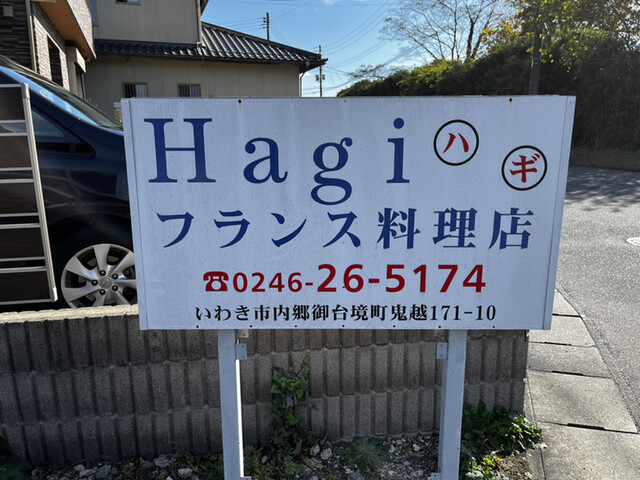 Hagi ハギ
フランス料理店
☎0246-26-5174
いわき市内郷御台境町鬼越171-10